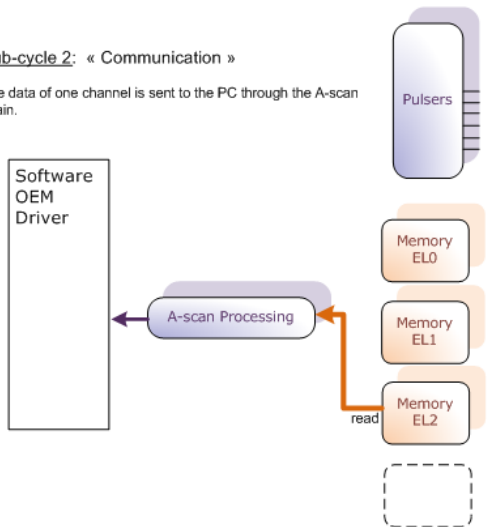 ub-cycle 2: « Communication »
e data of one channel is sent to the PC through the A-scan
ain.
Pulsers
Software
OEM
Driver
Memory
EL0
A-scan Processing
Memory
EL1
Memory
EL2
read